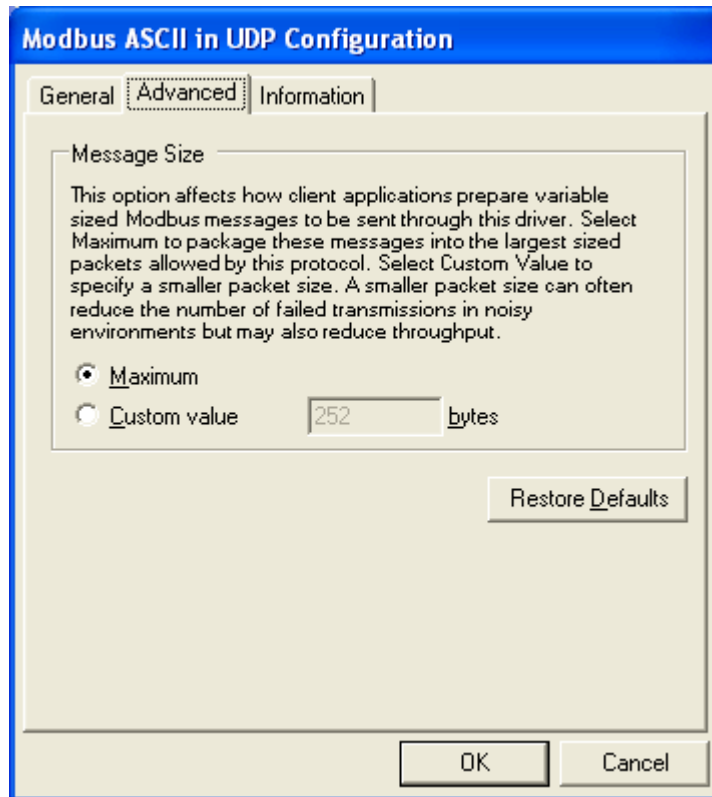 Modbus ASCII in UDP Configuration
General Advanced Information
Message Size
This option affects how client applications prepare variable
sized Modbus messages to be sent through this driver. Select
Maximum to package these messages into the largest sized
packets allowed by this protocol. Select Custom Value to
specify a smaller packet size. A smaller packet size can often
reduce the number of failed transmissions in noisy
environments but may also reduce throughput.
Maximum
Custom value 252 bytes
Restore Defaults
OK Cancel